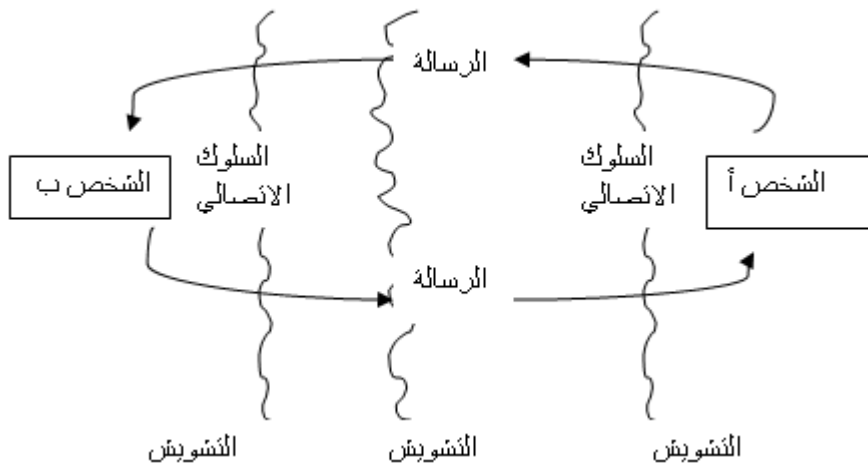 الرسالة
السلوك
الاتصالي
الشخص أ
السلوك
الاتصالي
الشخص ب
الرسالة
التشويش
التشويش
التشويش